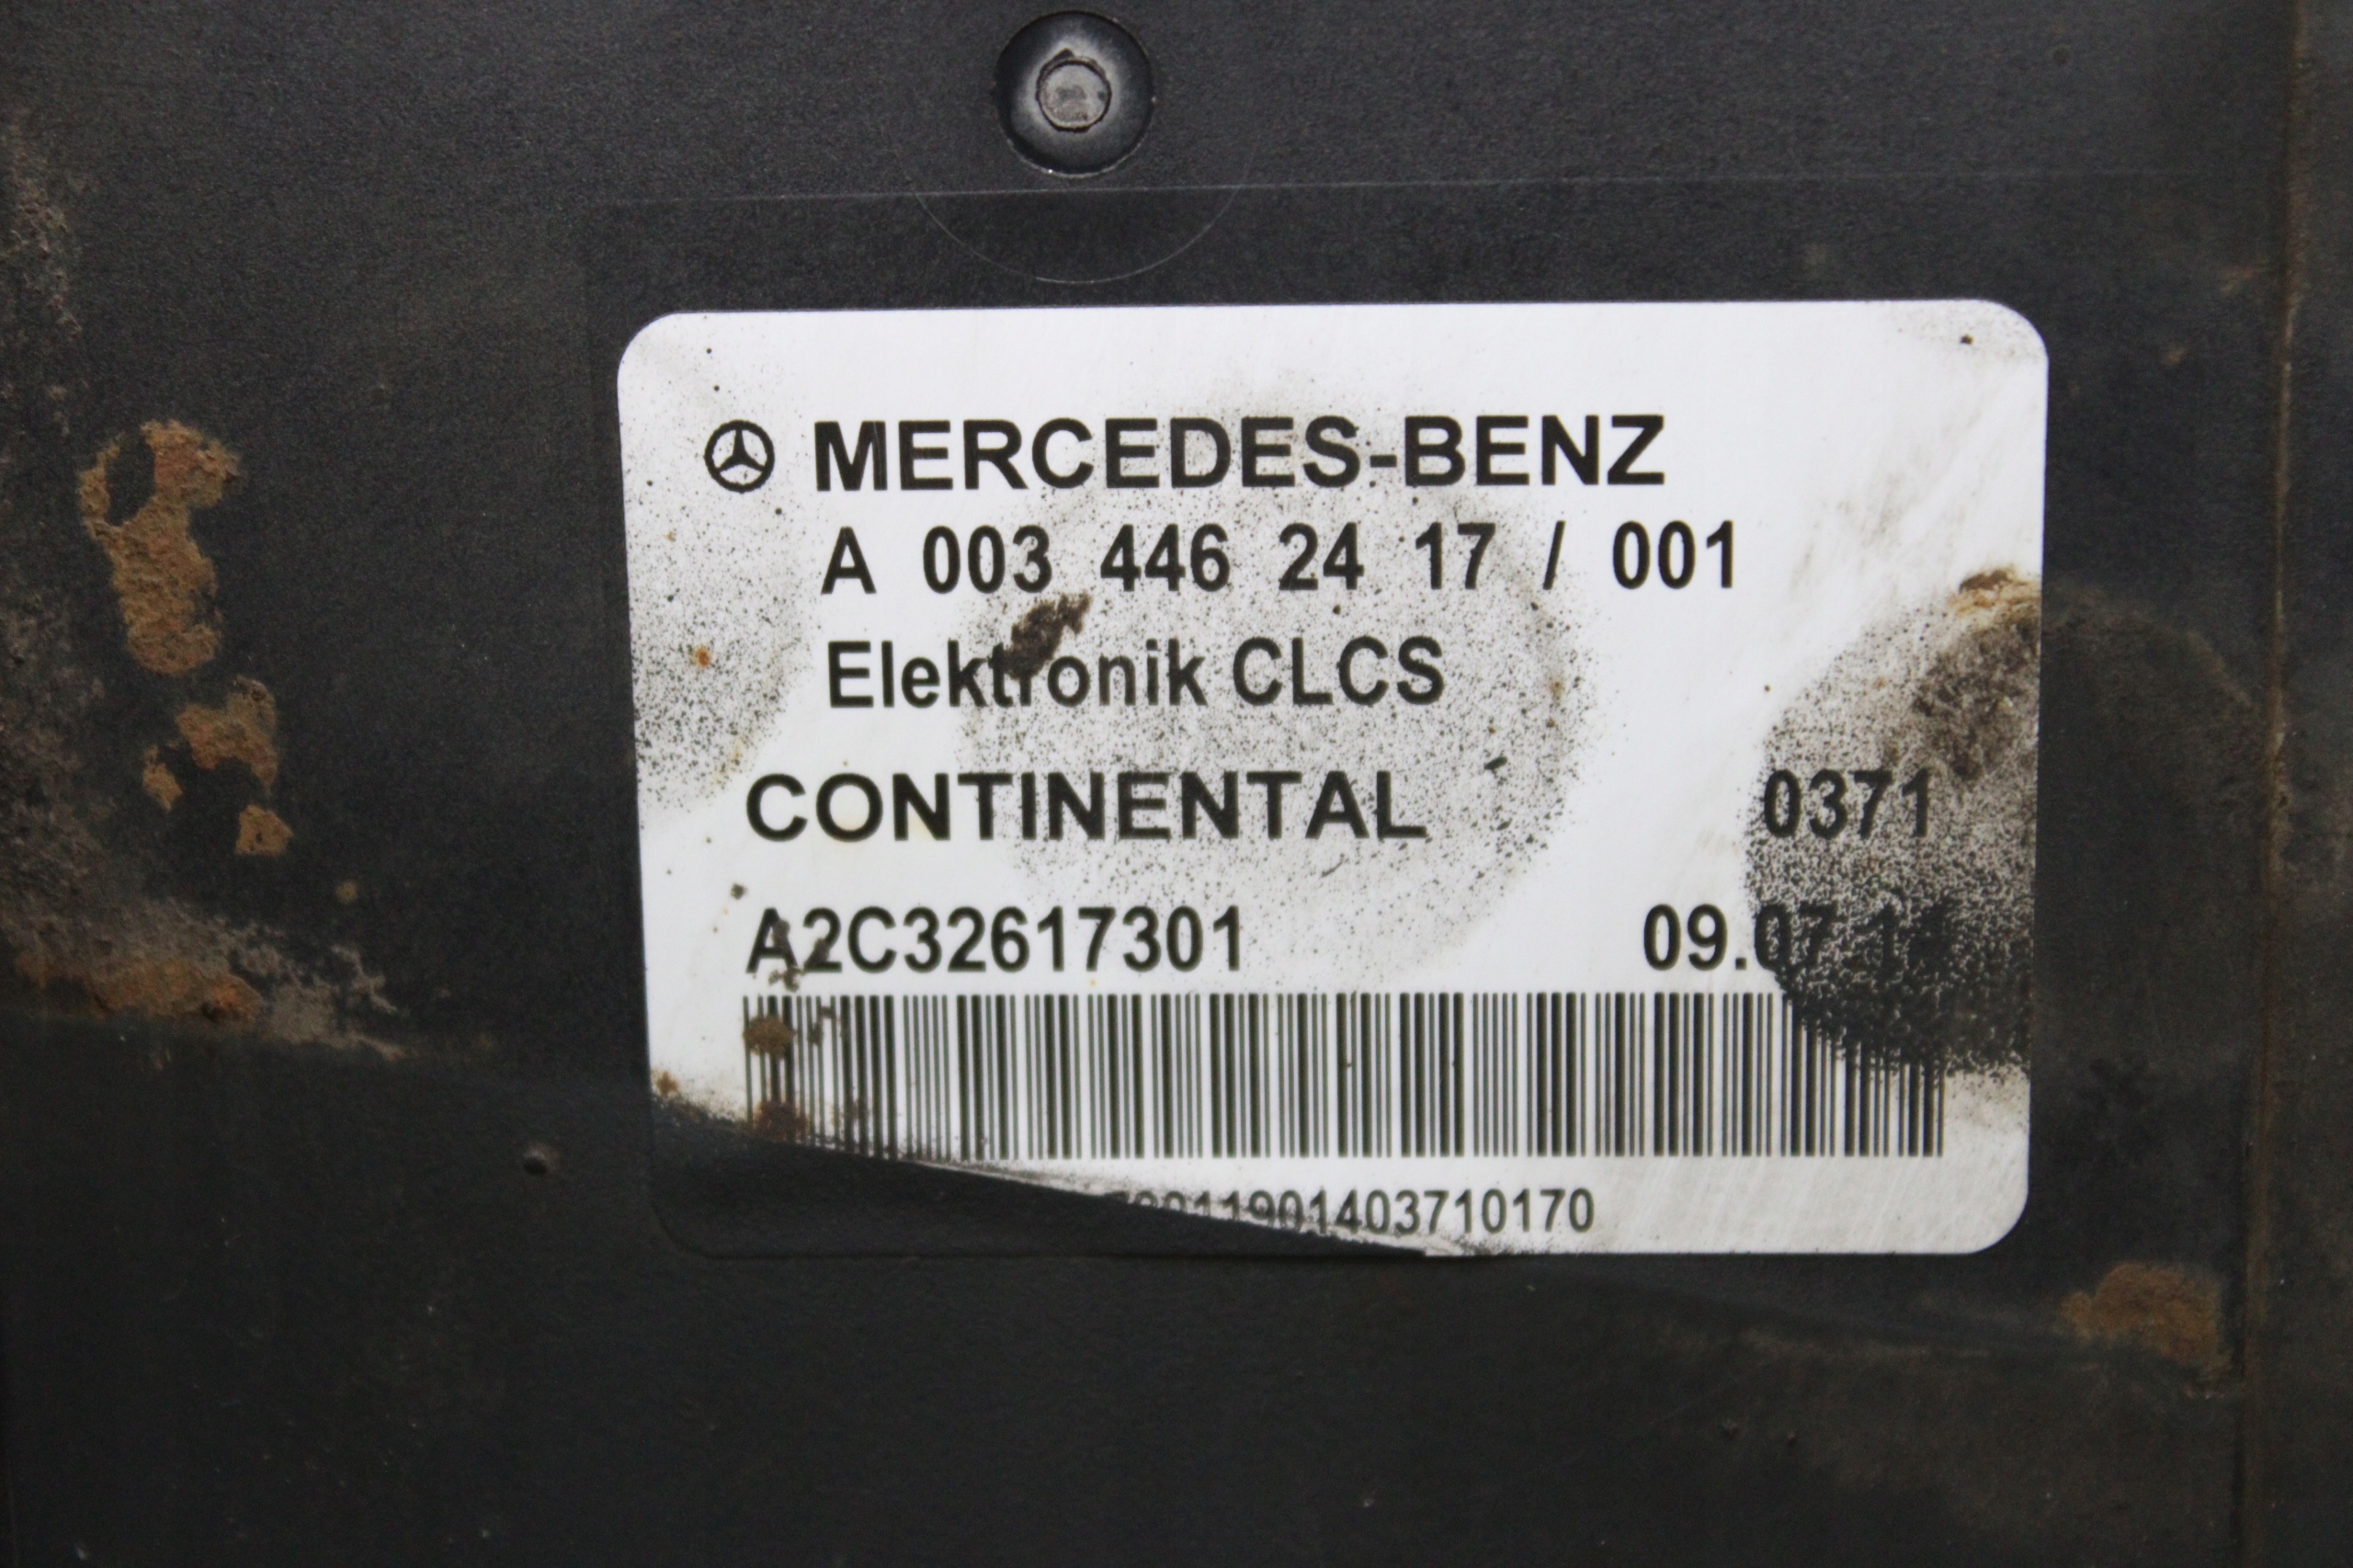 MERCEDES-BENZ
A 003 446 24 17 / 001
Elektronik CLCS
CONTINENTAL 0371
A2C32617301